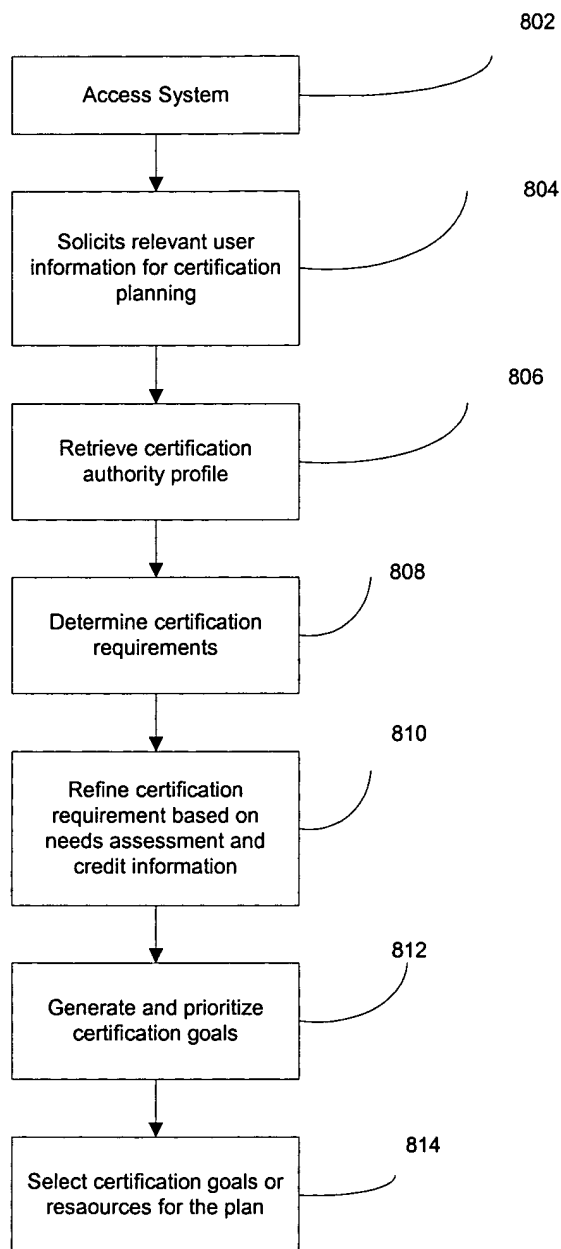 802
Access System
804
Solicits relevant user
information for certification
planning
806
Retrieve certification
authority profile
808
Determine certification
requirements
810
Refine certification
requirement based on
needs assessment and
credit information
812
Generate and prioritize
certification goals
814
Select certification goals or
resaources for the plan